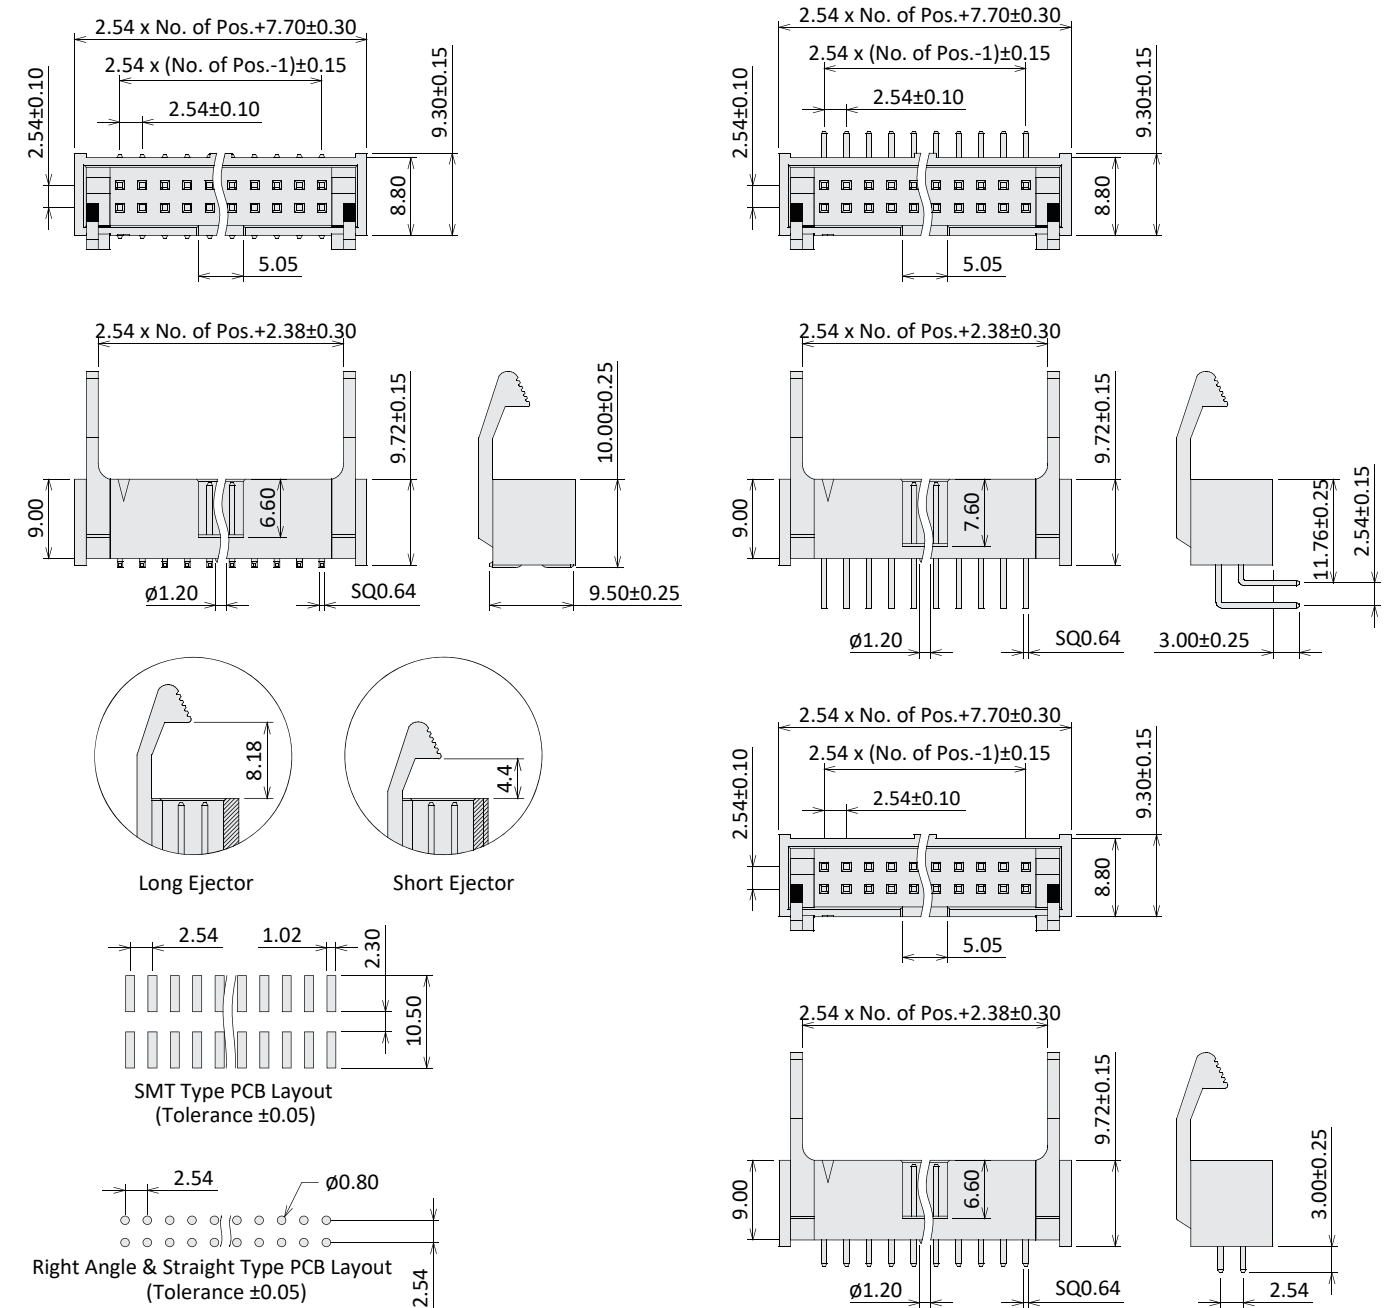 2.54 x No. of Pos.+7.70±0.30
2.54 x (No. of Pos.-1)±0.15
2.54±0.10
2.54±0.10
9.30±0.15
8.80
5.05
2.54 x No. of Pos.+2.38±0.30
9.72±0.15
10.00±0.25
9.00
6.60
ø1.20
SQ0.64
9.50±0.25
8.18
4.4
Long Ejector
Short Ejector
2.54
1.02
2.30
10.50
SMT Type PCB Layout
(Tolerance ±0.05)
2.54
ø0.80
Right Angle & Straight Type PCB Layout
(Tolerance ±0.05)
2.54
2.54 x No. of Pos.+7.70±0.30
2.54 x (No. of Pos.-1)±0.15
2.54±0.10
2.54±0.10
9.30±0.15
8.80
5.05
2.54 x No. of Pos.+2.38±0.30
9.72±0.15
9.00
7.60
11.76±0.25
2.54±0.15
ø1.20
SQ0.64
3.00±0.25
2.54 x No. of Pos.+7.70±0.30
2.54 x (No. of Pos.-1)±0.15
2.54±0.10
2.54±0.10
9.30±0.15
8.80
5.05
2.54 x No. of Pos.+2.38±0.30
9.72±0.15
9.00
6.60
3.00±0.25
ø1.20
SQ0.64
2.54